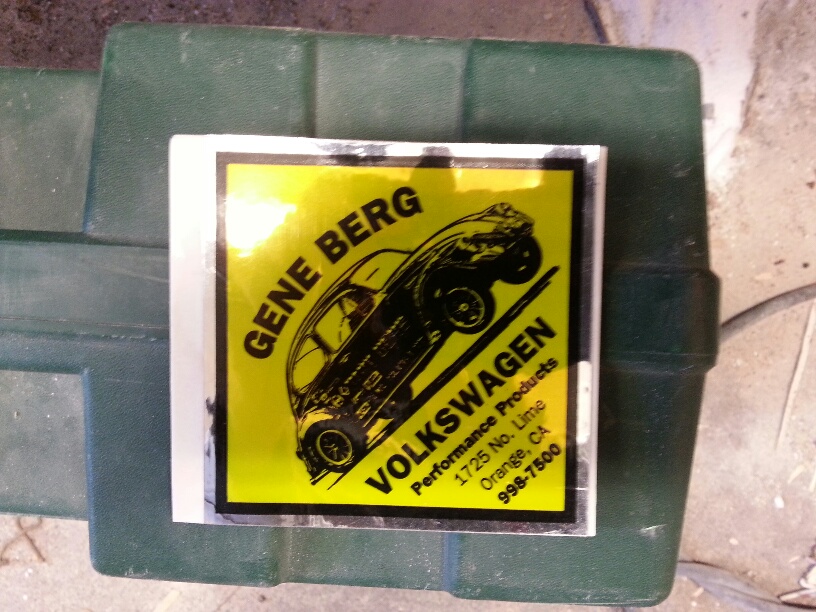 GENE BERG
VOLKSWAGEN
Performance Products
1725 No. Lime
Orange, CA
998-7500